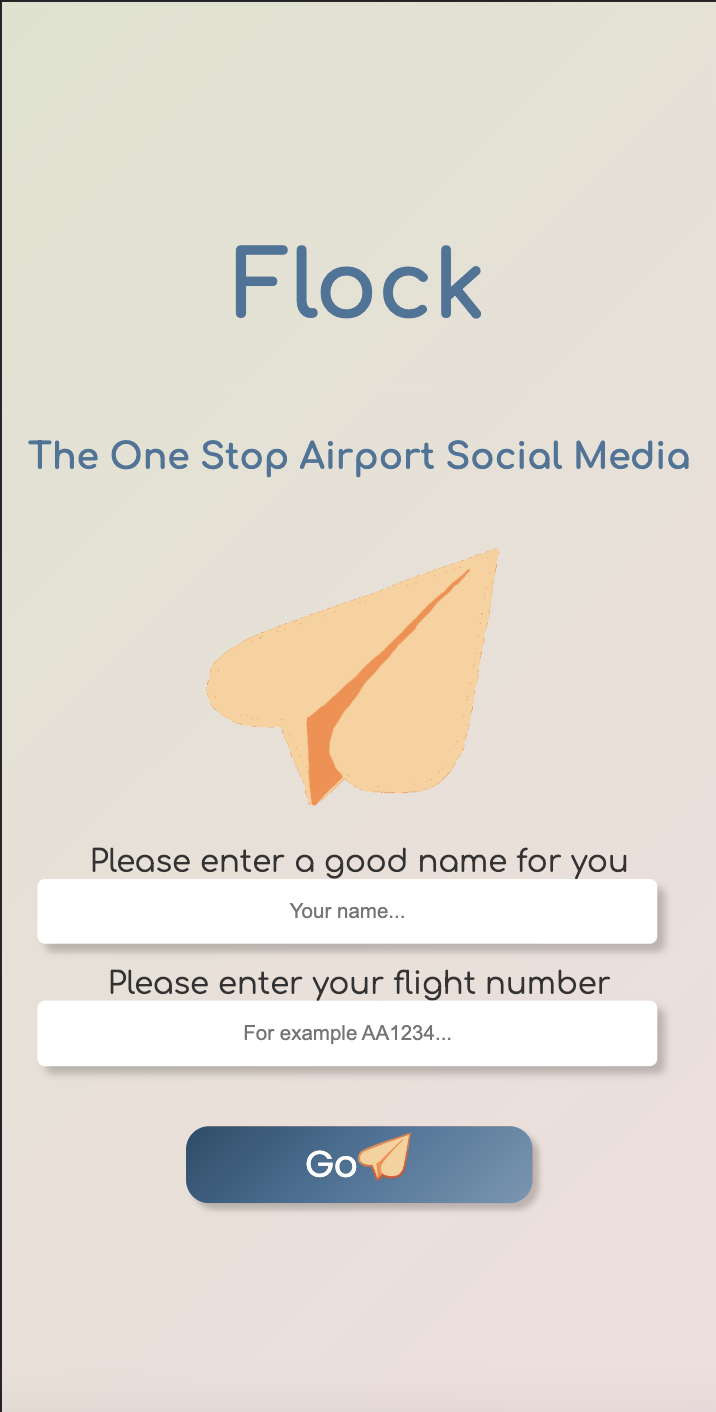 Flock
The One Stop Airport Social Media
Please enter a good name for you
Your name...
Please enter your flight number
For example AA1234...
Go